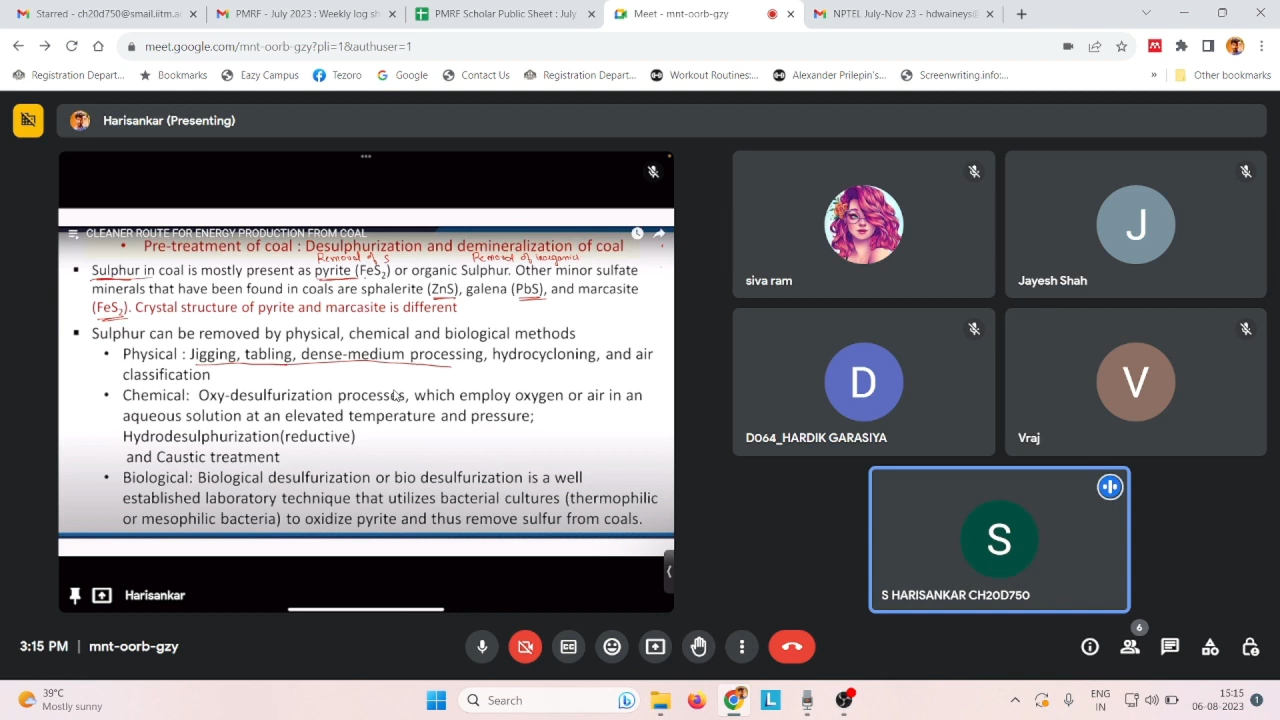 Starred - ch20d750@smail.iitm.ac
PMRF - July 2023 : Weekly log sh
PMRF Scholar Public Sheet : July
Meet - mnt-oorb-gzy
NPTEL July-Nov 23 - hdwaineys@i
meet.google.com/mnt-oorb-gzy?pli=1&authuser=1
Registration Depart...
Bookmarks
Eazy Campus
Tezoro
Google
Contact Us
Registration Depart...
Workout Routines:...
Alexander Prilepin's...
Screenwriting.info:...
Other bookmarks
Harisankar (Presenting)
CLEANER ROUTE FOR ENERGY PRODUCTION FROM COAL
• Pre-treatment of coal : Desulphurization and demineralization of coal
Removal of S Removal of inorganics
▪ Sulphur in coal is mostly present as pyrite (FeS2) or organic Sulphur. Other minor sulfate
minerals that have been found in coals are sphalerite (ZnS), galena (PbS), and marcasite
(FeS2). Crystal structure of pyrite and marcasite is different
▪ Sulphur can be removed by physical, chemical and biological methods
• Physical : Jigging, tabling, dense-medium processing, hydrocycloning, and air
classification
• Chemical: Oxy-desulfurization processes, which employ oxygen or air in an
aqueous solution at an elevated temperature and pressure;
Hydrodesulphurization(reductive)
and Caustic treatment
• Biological: Biological desulfurization or bio desulfurization is a well
established laboratory technique that utilizes bacterial cultures (thermophilic
or mesophilic bacteria) to oxidize pyrite and thus remove sulfur from coals.
Harisankar
siva ram
J
Jayesh Shah
D
D064_HARDIK GARASIYA
V
Vraj
S
S HARISANKAR CH20D750
3:15 PM | mnt-oorb-gzy
6
39°C
Mostly sunny
Search
L
ENG
IN
15:15
06-08-2023
1